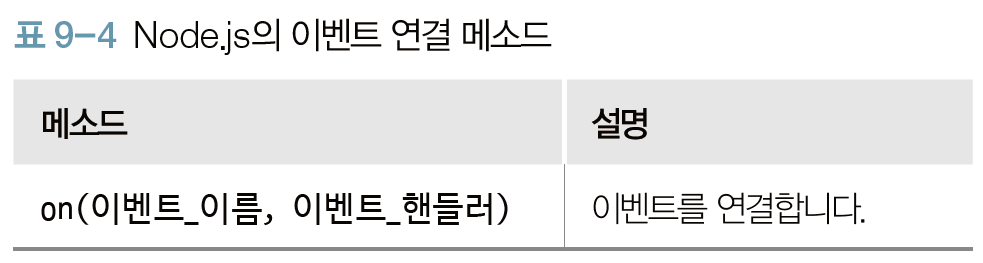 표 9-4 Node.js의 이벤트 연결 메소드
메소드 설명
on(이벤트_이름, 이벤트_핸들러) 이벤트를 연결합니다.